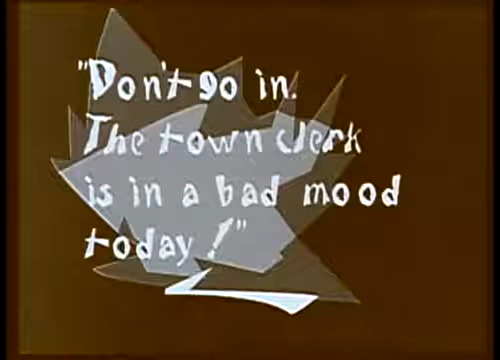 "Don't go in.
The town clerk
is in a bad mood
today!"